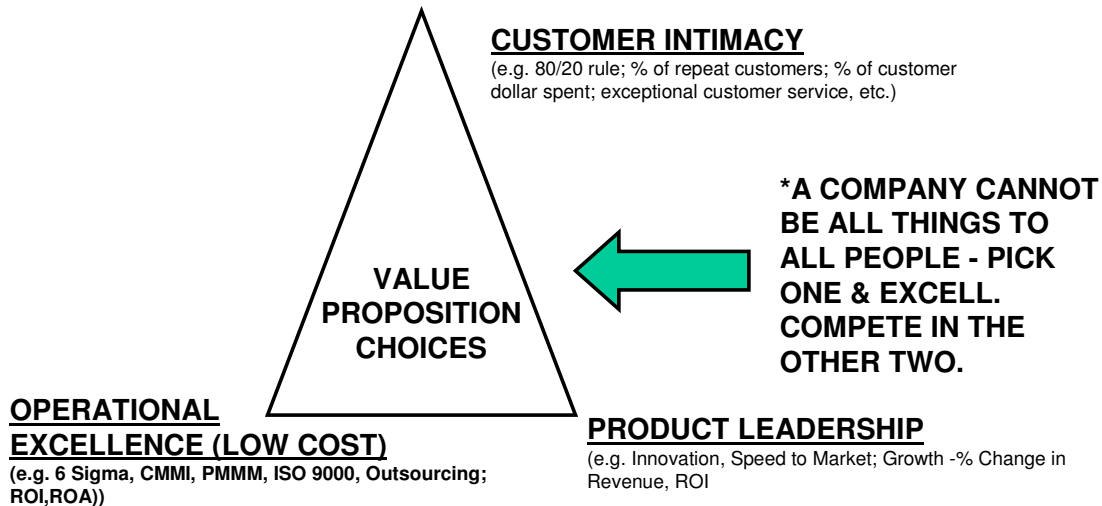 CUSTOMER INTIMACY
(e.g. 80/20 rule; % of repeat customers; % of customer
dollar spent; exceptional customer service, etc.)
*A COMPANY CANNOT
BE ALL THINGS TO
ALL PEOPLE - PICK
ONE & EXCELL.
COMPETE IN THE
OTHER TWO.
VALUE
PROPOSITION
CHOICES
OPERATIONAL
EXCELLENCE (LOW COST)
(e.g. 6 Sigma, CMMI, PMMM, ISO 9000, Outsourcing;
ROI,ROA))
PRODUCT LEADERSHIP
(e.g. Innovation, Speed to Market; Growth -% Change in
Revenue, ROI